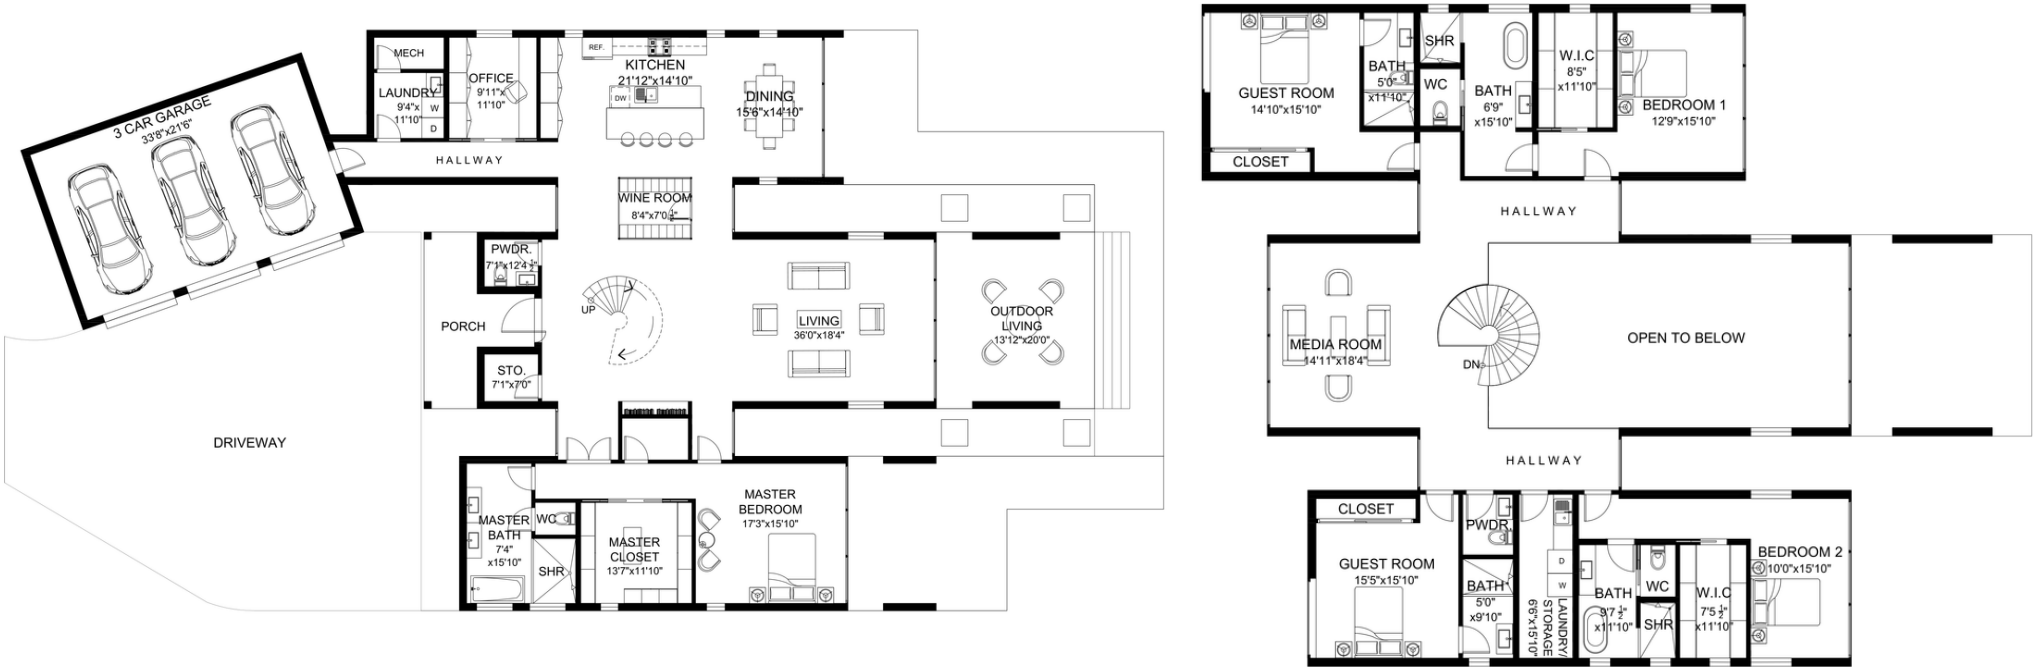 MECH
LAUNDRY
9'4"x
11'10"
W
D
OFFICE
9'11"x
11'10"
REF.
KITCHEN
21'12"x14'10"
DW
DINING
15'6"x14'10"
3 CAR GARAGE
33'8"x21'6"
HALLWAY
WINE ROOM
8'4"x7'0 ½"
PWDR.
7'1"x12'4 ½"
UP
PORCH
LIVING
36'0"x18'4"
OUTDOOR
LIVING
13'12"x20'0"
STO.
7'1"x7'0"
DRIVEWAY
MASTER
BATH
7'4"
x15'10"
WC
SHR
MASTER
CLOSET
13'7"x11'10"
MASTER
BEDROOM
17'3"x15'10"
GUEST ROOM
14'10"x15'10"
CLOSET
BATH
5'0"
x11'10"
SHR
WC
BATH
6'9"
x15'10"
W.I.C
8'5"
x11'10"
BEDROOM 1
12'9"x15'10"
HALLWAY
MEDIA ROOM
14'11"x18'4"
DN
OPEN TO BELOW
HALLWAY
CLOSET
GUEST ROOM
15'5"x15'10"
PWDR.
BATH
5'0"
x9'10"
D
W
LAUNDRY/
STORAGE
6'6"x15'10"
BATH
9'7 ½"
x11'10"
WC
SHR
W.I.C
7'5 ½"
x11'10"
BEDROOM 2
10'0"x15'10"